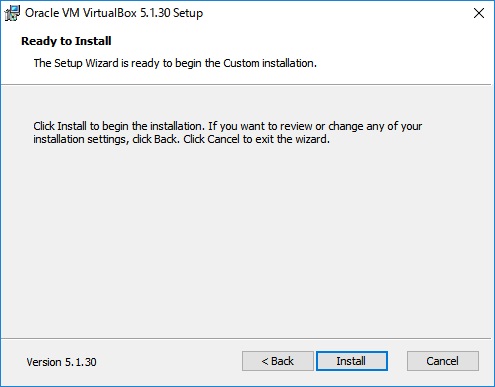 Oracle VM VirtualBox 5.1.30 Setup
Ready to Install
The Setup Wizard is ready to begin the Custom installation.
Click Install to begin the installation. If you want to review or change any of your
installation settings, click Back. Click Cancel to exit the wizard.
Version 5.1.30
< Back
Install
Cancel